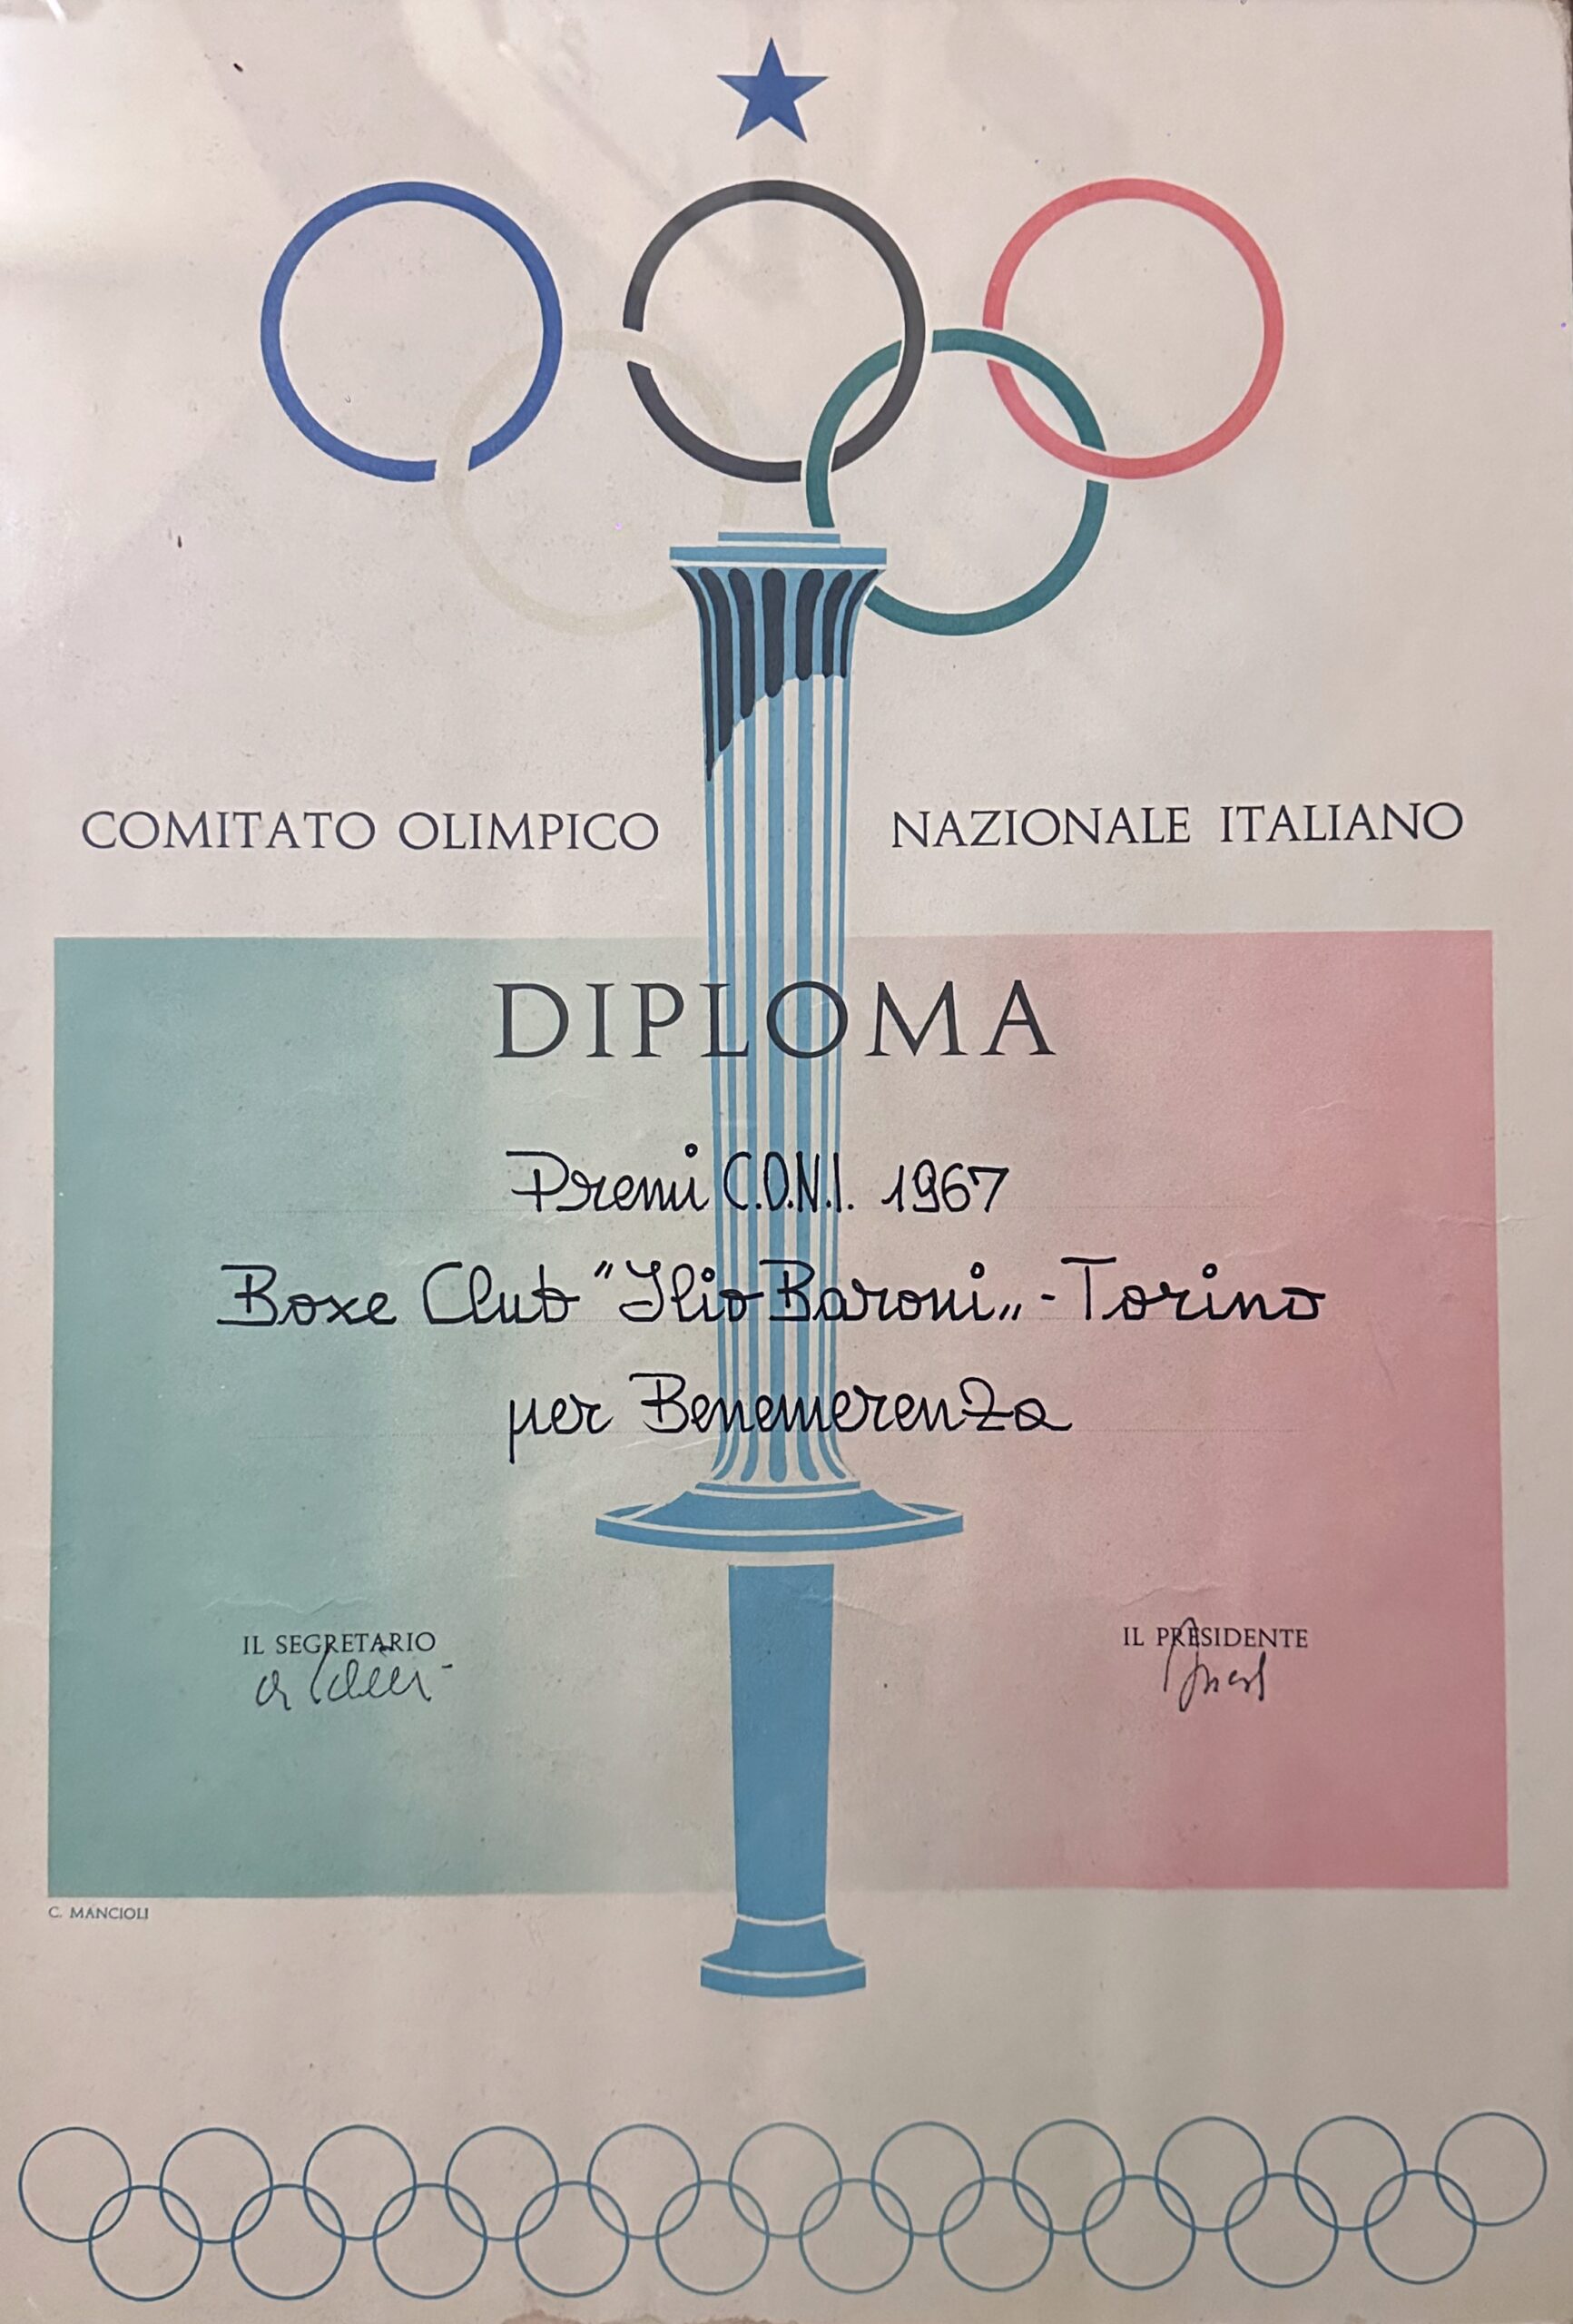 COMITATO OLIMPICO NAZIONALE ITALIANO
DIPLOMA
Premi C.O.N.I. 1967
Boxe Club "Ilio Baroni„ - Torino
per Benemerenza
IL SEGRETARIO IL PRESIDENTE
C. MANCIOLI